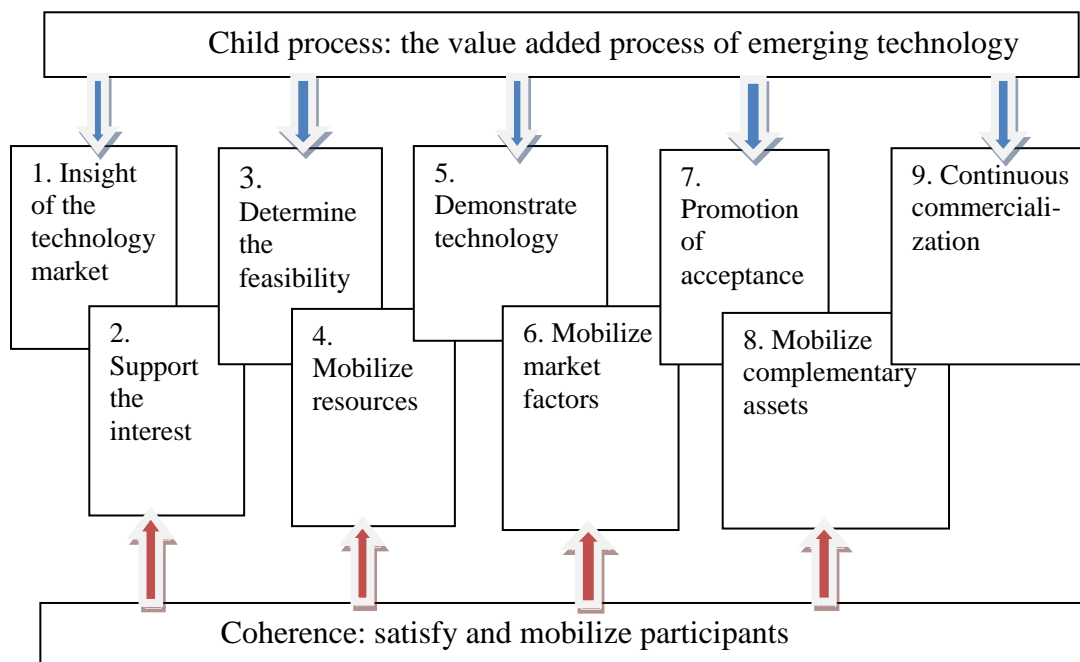 Child process: the value added process of emerging technology
1. Insight
of the
technology
market
2.
Support
the
interest
3.
Determine
the
feasibility
4.
Mobilize
resources
5.
Demonstrate
technology
6. Mobilize
market
factors
7.
Promotion
of
acceptance
8. Mobilize
complementary
assets
9. Continuous
commerciali-
zation
Coherence: satisfy and mobilize participants